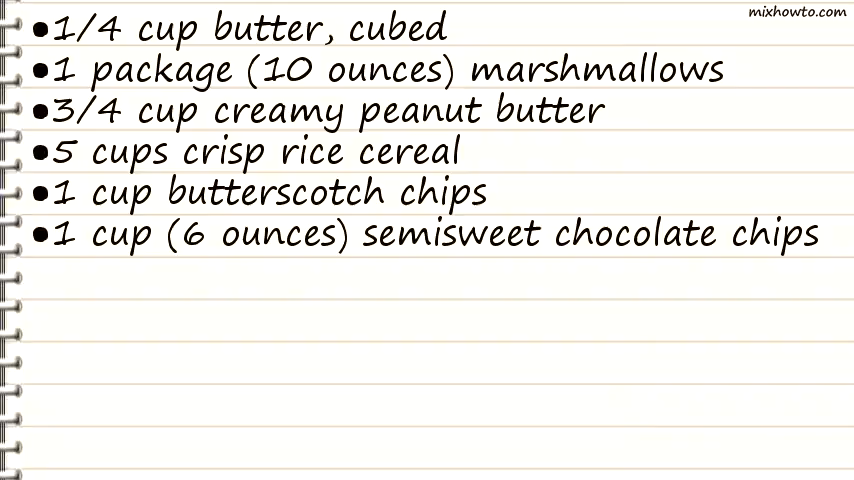 mixhowto.com
•1/4 cup butter, cubed
•1 package (10 ounces) marshmallows
•3/4 cup creamy peanut butter
•5 cups crisp rice cereal
•1 cup butterscotch chips
•1 cup (6 ounces) semisweet chocolate chips